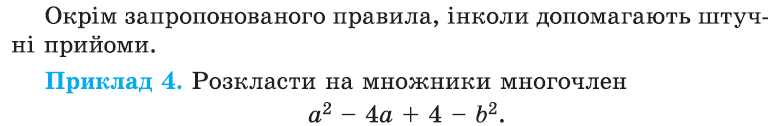 Окрім запропонованого правила, інколи допомагають штуч-
ні прийоми.
Приклад 4. Розкласти на множники многочлен
a² − 4a + 4 − b².